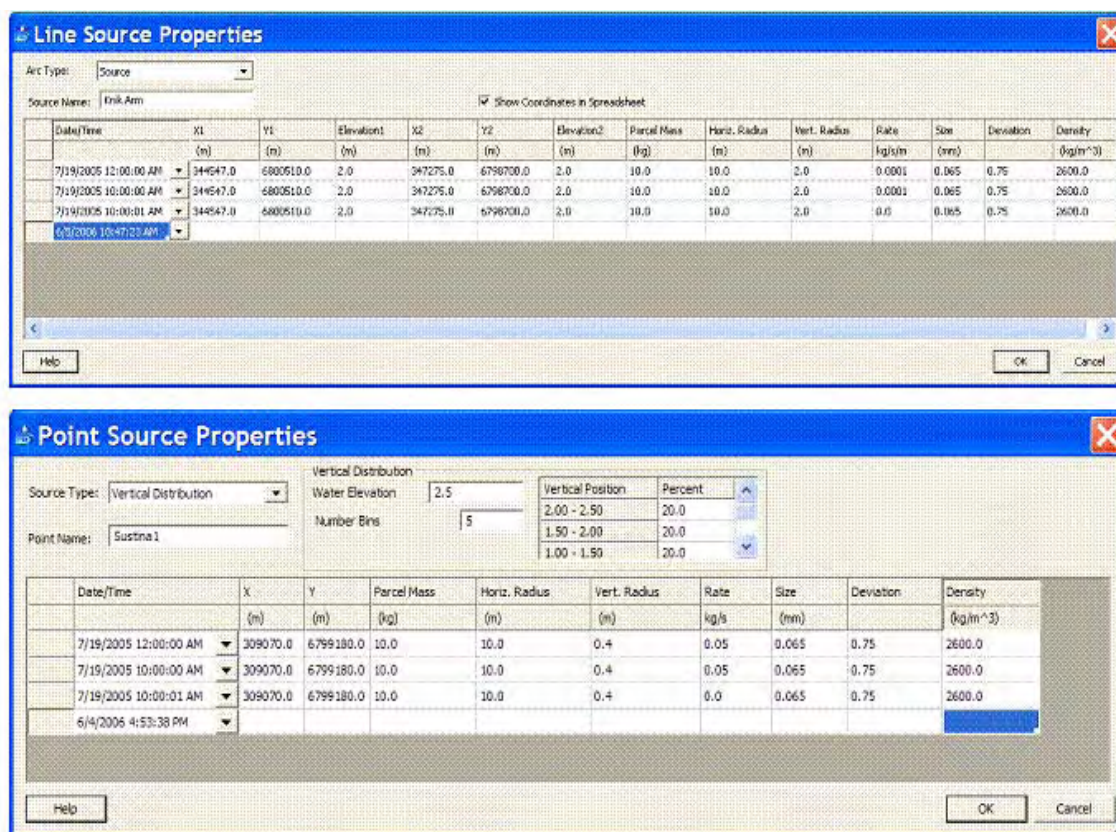 Line Source Properties
Arc Type: Source
Source Name: Knik Arm Show Coordinates in Spreadsheet
Date/Time X1 Y1 Elevation1 X2 Y2 Elevation2 Parcel Mass Horiz. Radius Vert. Radius Rate Size Deviation Density
(m) (m) (m) (m) (m) (m) (kg) (m) (m) kg/s/m (mm) (kg/m^3)
7/19/2005 12:00:00 AM 344547.0 6800510.0 2.0 347275.0 6798700.0 2.0 10.0 10.0 2.0 0.0001 0.065 0.75 2600.0
7/19/2005 10:00:00 AM 344547.0 6800510.0 2.0 347275.0 6798700.0 2.0 10.0 10.0 2.0 0.0001 0.065 0.75 2600.0
7/19/2005 10:00:01 AM 344547.0 6800510.0 2.0 347275.0 6798700.0 2.0 10.0 10.0 2.0 0.0 0.065 0.75 2600.0
6/5/2006 10:47:23 AM
Help OK Cancel
Point Source Properties
Vertical Distribution
Source Type: Vertical Distribution Water Elevation 2.5 Vertical Position Percent
2.00 - 2.50 20.0
Number Bins 5 1.50 - 2.00 20.0
Point Name: Sustina1 1.00 - 1.50 20.0
Date/Time X Y Parcel Mass Horiz. Radius Vert. Radius Rate Size Deviation Density
(m) (m) (kg) (m) (m) kg/s (mm) (kg/m^3)
7/19/2005 12:00:00 AM 309070.0 6799180.0 10.0 10.0 0.4 0.05 0.065 0.75 2600.0
7/19/2005 10:00:00 AM 309070.0 6799180.0 10.0 10.0 0.4 0.05 0.065 0.75 2600.0
7/19/2005 10:00:01 AM 309070.0 6799180.0 10.0 10.0 0.4 0.0 0.065 0.75 2600.0
6/4/2006 4:53:38 PM
Help OK Cancel